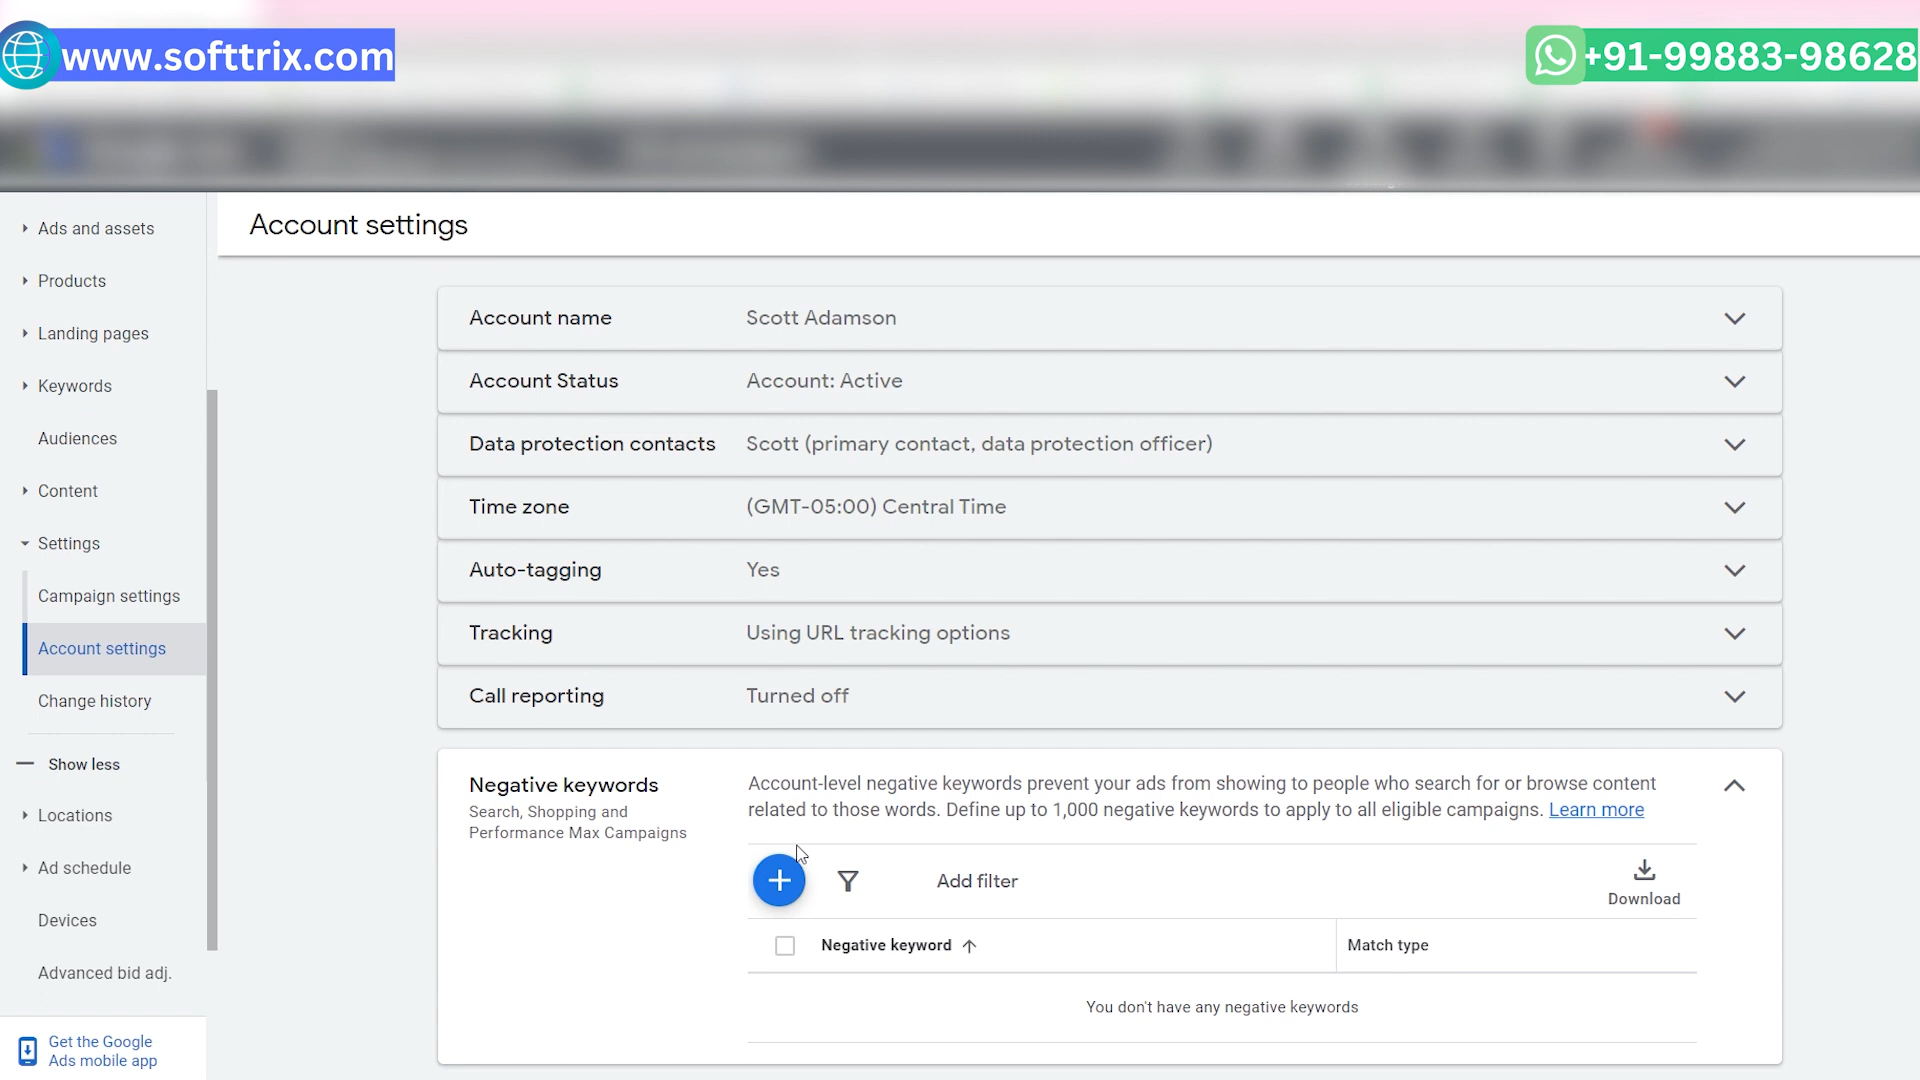 www.softtrix.com
+91-99883-98628
Ads and assets
Products
Landing pages
Keywords
Audiences
Content
Settings
Campaign settings
Account settings
Change history
Show less
Locations
Ad schedule
Devices
Advanced bid adj.
Get the Google
Ads mobile app
Account settings
Account name Scott Adamson
Account Status Account: Active
Data protection contacts Scott (primary contact, data protection officer)
Time zone (GMT-05:00) Central Time
Auto-tagging Yes
Tracking Using URL tracking options
Call reporting Turned off
Negative keywords
Search, Shopping and
Performance Max Campaigns
Account-level negative keywords prevent your ads from showing to people who search for or browse content
related to those words. Define up to 1,000 negative keywords to apply to all eligible campaigns. Learn more
Add filter
Download
Negative keyword Match type
You don't have any negative keywords